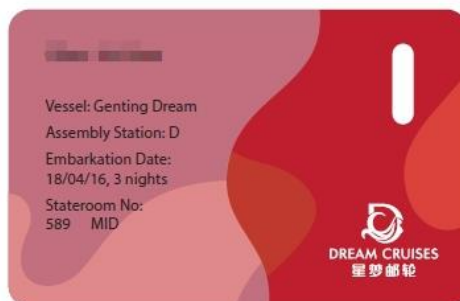 Vessel: Genting Dream
Assembly Station: D
Embarkation Date:
18/04/16, 3 nights
Stateroom No:
589 MID
DREAM CRUISES
星梦邮轮